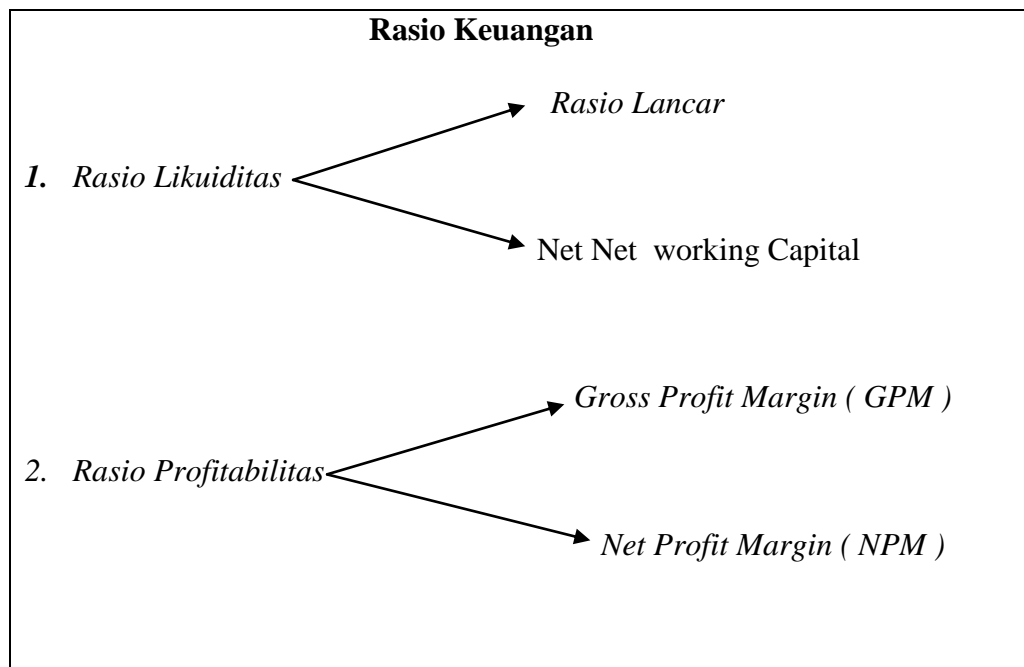 Rasio Keuangan
Rasio Lancar
1. Rasio Likuiditas
Net Net working Capital
Gross Profit Margin ( GPM )
2. Rasio Profitabilitas
Net Profit Margin ( NPM )